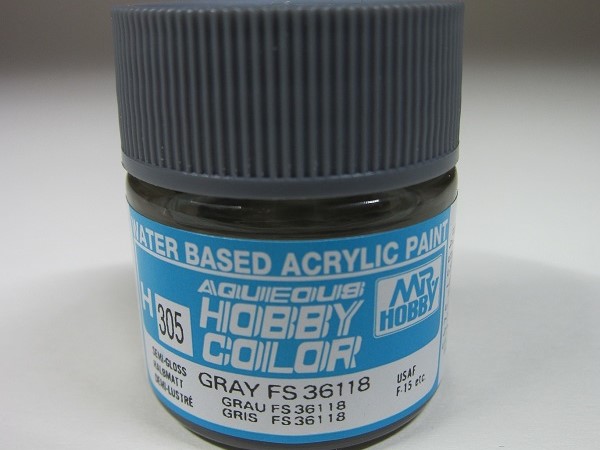 WATER BASED ACRYLIC PAINT
AQUEOUS
HOBBY
COLOR
MR
HOBBY
H 305
SEMI-GLOSS
HALBMATT
SEMI-LUSTRÉ
GRAY FS 36118
GRAU FS 36118
GRIS FS 36118
USAF
F.15 etc.